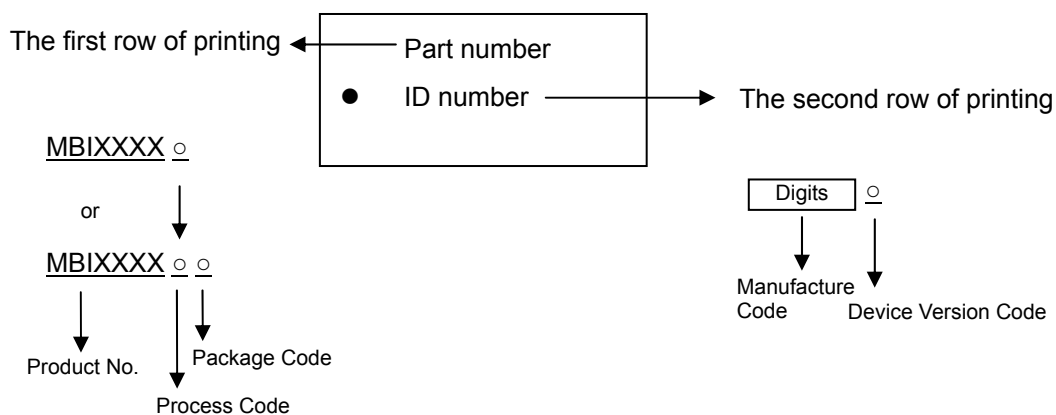 The first row of printing
Part number
● ID number
The second row of printing
MBIXXXX ○
or
MBIXXXX ○ ○
Product No.
Package Code
Process Code
Digits ○
Manufacture
Code
Device Version Code